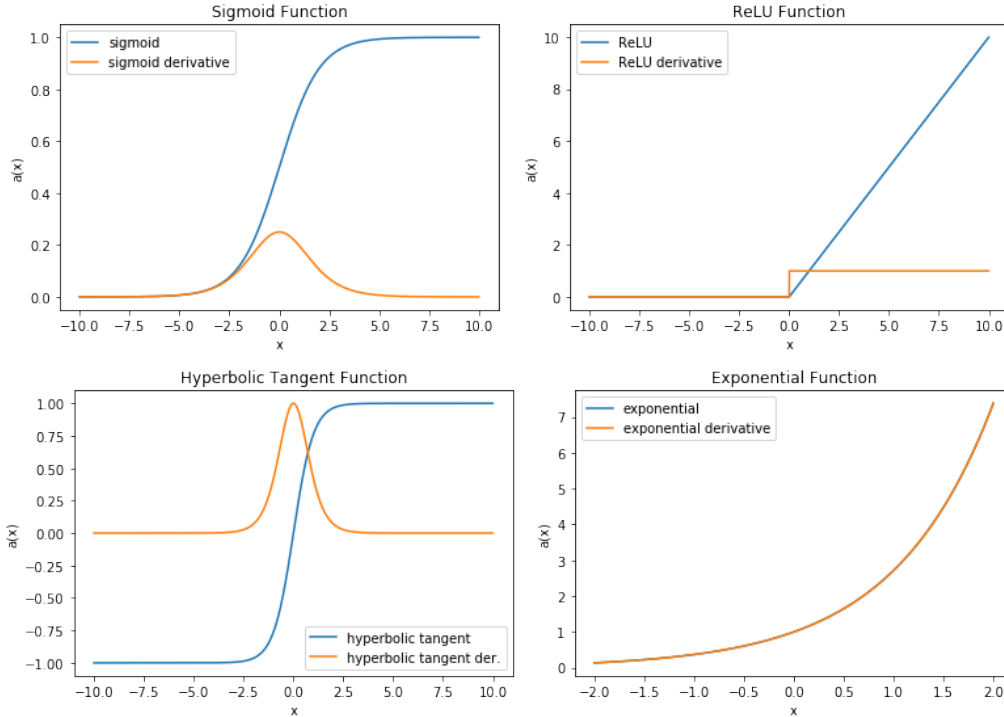 Sigmoid Function
sigmoid
sigmoid derivative
1.0
0.8
0.6
0.4
0.2
0.0
a(x)
−10.0 −7.5 −5.0 −2.5 0.0 2.5 5.0 7.5 10.0
x
ReLU Function
ReLU
ReLU derivative
10
8
6
4
2
0
a(x)
−10.0 −7.5 −5.0 −2.5 0.0 2.5 5.0 7.5 10.0
x
Hyperbolic Tangent Function
1.00
0.75
0.50
0.25
0.00
−0.25
−0.50
−0.75
−1.00
a(x)
hyperbolic tangent
hyperbolic tangent der.
−10.0 −7.5 −5.0 −2.5 0.0 2.5 5.0 7.5 10.0
x
Exponential Function
exponential
exponential derivative
7
6
5
4
3
2
1
0
a(x)
−2.0 −1.5 −1.0 −0.5 0.0 0.5 1.0 1.5 2.0
x